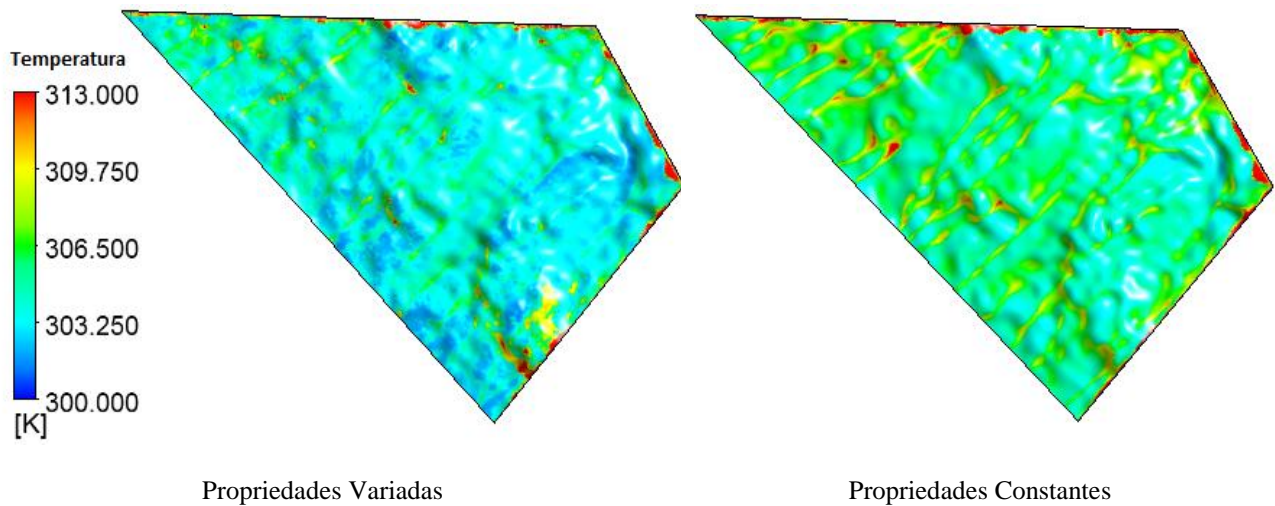 Temperatura
313.000
309.750
306.500
303.250
300.000
[K]
Propriedades Variadas
Propriedades Constantes